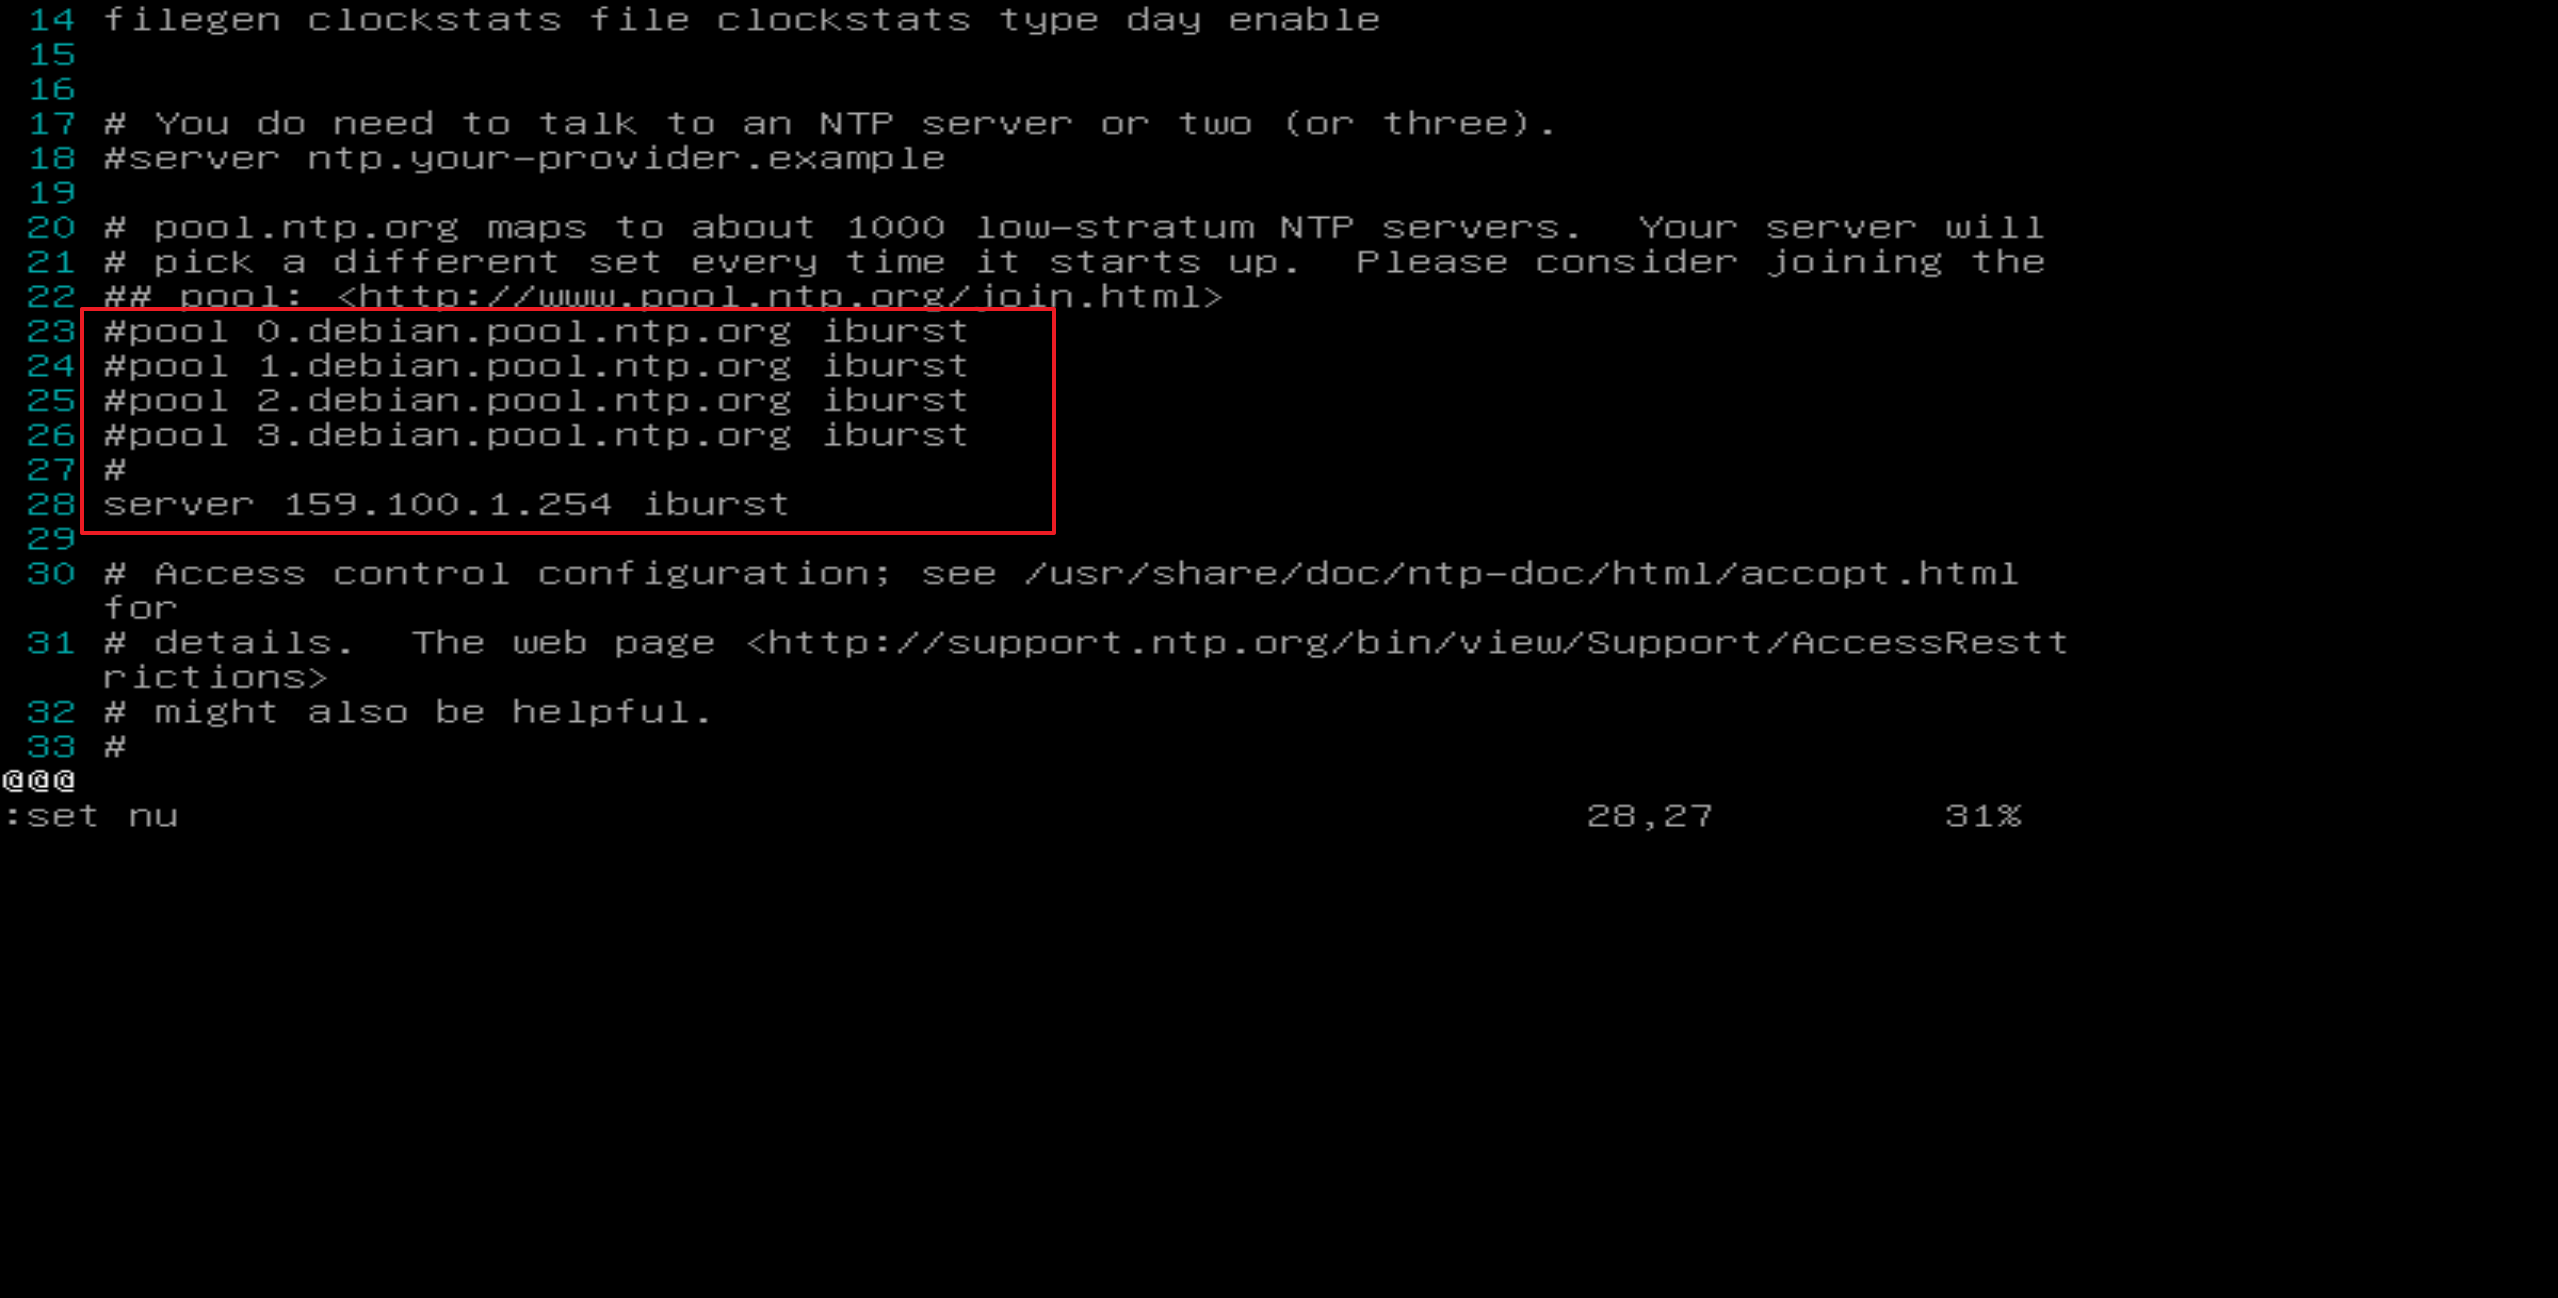 14 filegen clockstats file clockstats type day enable
15
16
17 # You do need to talk to an NTP server or two (or three).
18 #server ntp.your-provider.example
19
20 # pool.ntp.org maps to about 1000 low-stratum NTP servers.  Your server will
21 # pick a different set every time it starts up.  Please consider joining the
22 ## pool: <http://www.pool.ntp.org/join.html>
23 #pool 0.debian.pool.ntp.org iburst
24 #pool 1.debian.pool.ntp.org iburst
25 #pool 2.debian.pool.ntp.org iburst
26 #pool 3.debian.pool.ntp.org iburst
27 #
28 server 159.100.1.254 iburst
29
30 # Access control configuration; see /usr/share/doc/ntp-doc/html/accopt.html
for
31 # details.  The web page <http://support.ntp.org/bin/view/Support/AccessRestt
rictions>
32 # might also be helpful.
33 #
@@@
:set nu 28,27 31%